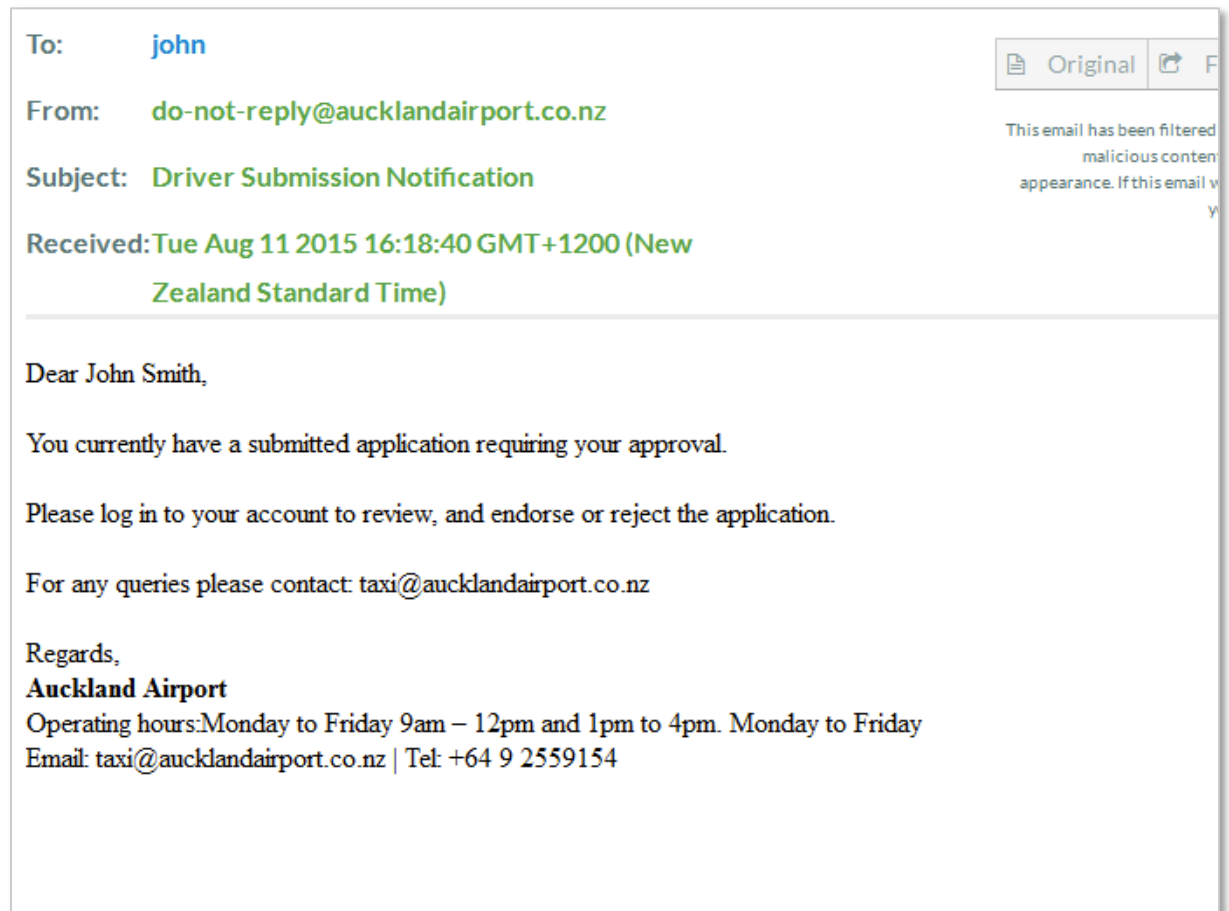 To: john
From: do-not-reply@aucklandairport.co.nz
Subject: Driver Submission Notification
Received:Tue Aug 11 2015 16:18:40 GMT+1200 (New
Zealand Standard Time)
Original F
This email has been filtered
malicious conten
appearance. If this email w
y
Dear John Smith,
You currently have a submitted application requiring your approval.
Please log in to your account to review, and endorse or reject the application.
For any queries please contact: taxi@aucklandairport.co.nz
Regards,
Auckland Airport
Operating hours:Monday to Friday 9am – 12pm and 1pm to 4pm. Monday to Friday
Email: taxi@aucklandairport.co.nz | Tel: +64 9 2559154